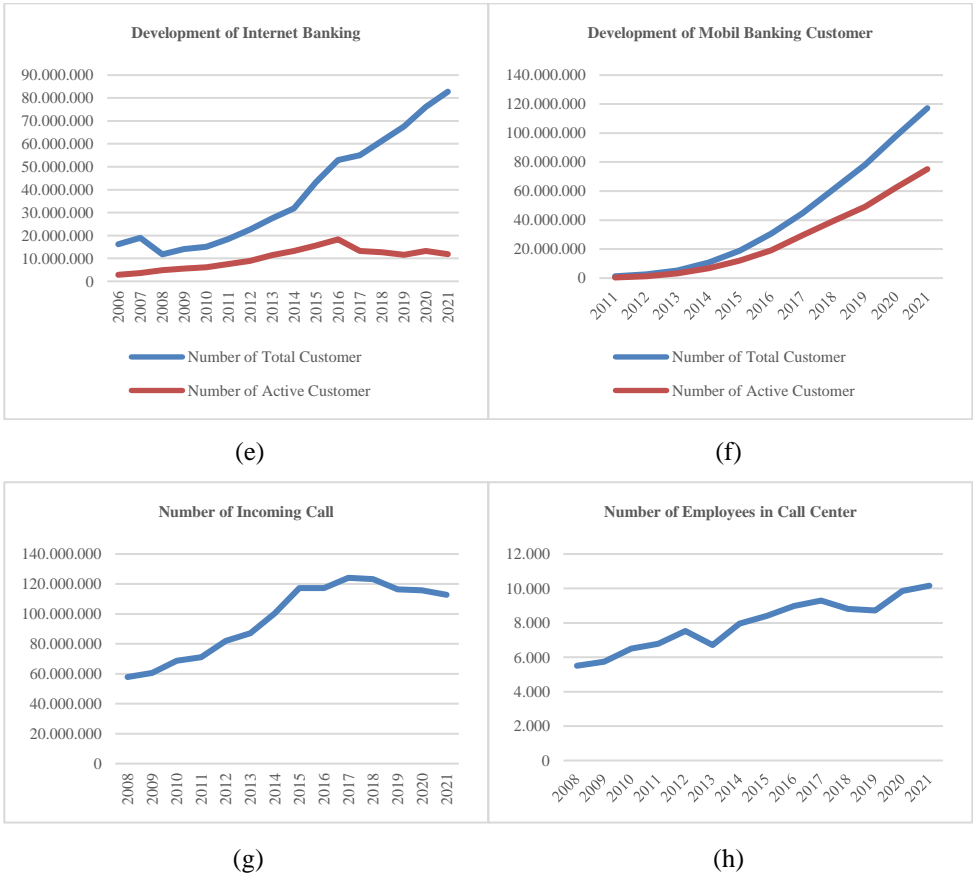 Development of Internet Banking
90.000.000
80.000.000
70.000.000
60.000.000
50.000.000
40.000.000
30.000.000
20.000.000
10.000.000
0
2006 2007 2008 2009 2010 2011 2012 2013 2014 2015 2016 2017 2018 2019 2020 2021
Number of Total Customer
Number of Active Customer
(e)
Development of Mobil Banking Customer
140.000.000
120.000.000
100.000.000
80.000.000
60.000.000
40.000.000
20.000.000
0
2011 2012 2013 2014 2015 2016 2017 2018 2019 2020 2021
Number of Total Customer
Number of Active Customer
(f)
Number of Incoming Call
140.000.000
120.000.000
100.000.000
80.000.000
60.000.000
40.000.000
20.000.000
0
2008 2009 2010 2011 2012 2013 2014 2015 2016 2017 2018 2019 2020 2021
(g)
Number of Employees in Call Center
12.000
10.000
8.000
6.000
4.000
2.000
0
2008 2009 2010 2011 2012 2013 2014 2015 2016 2017 2018 2019 2020 2021
(h)